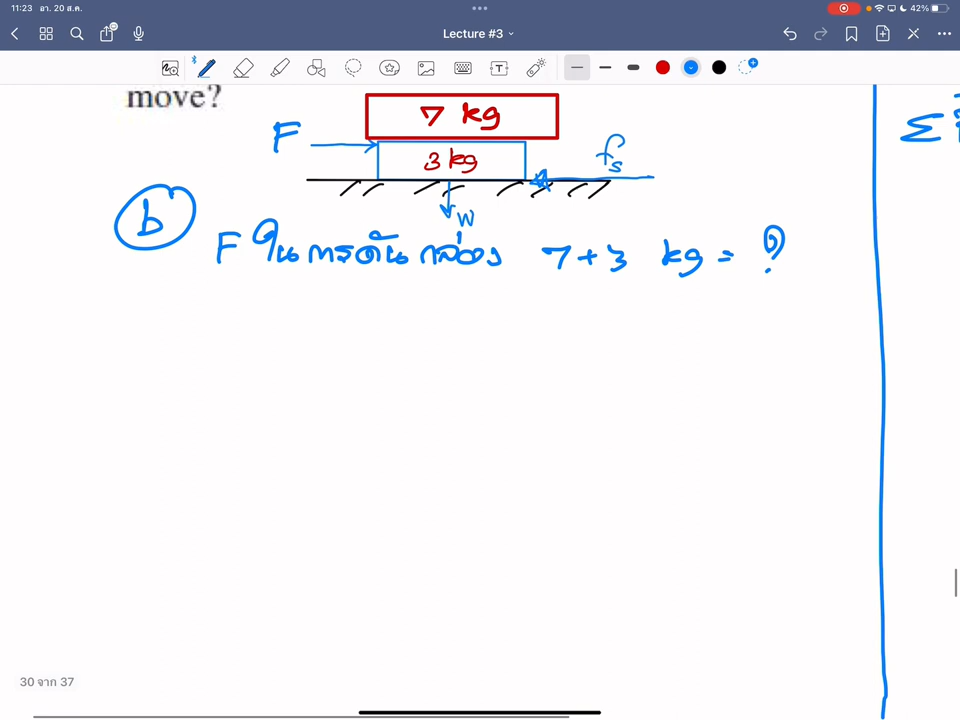 11:23 อา. 20 ส.ค.
42%
Lecture #3
move?
7 kg
F
3 kg
fs
W
b
F ในการดันกล่อง 7+3 kg = ?
Σ
30 จาก 37